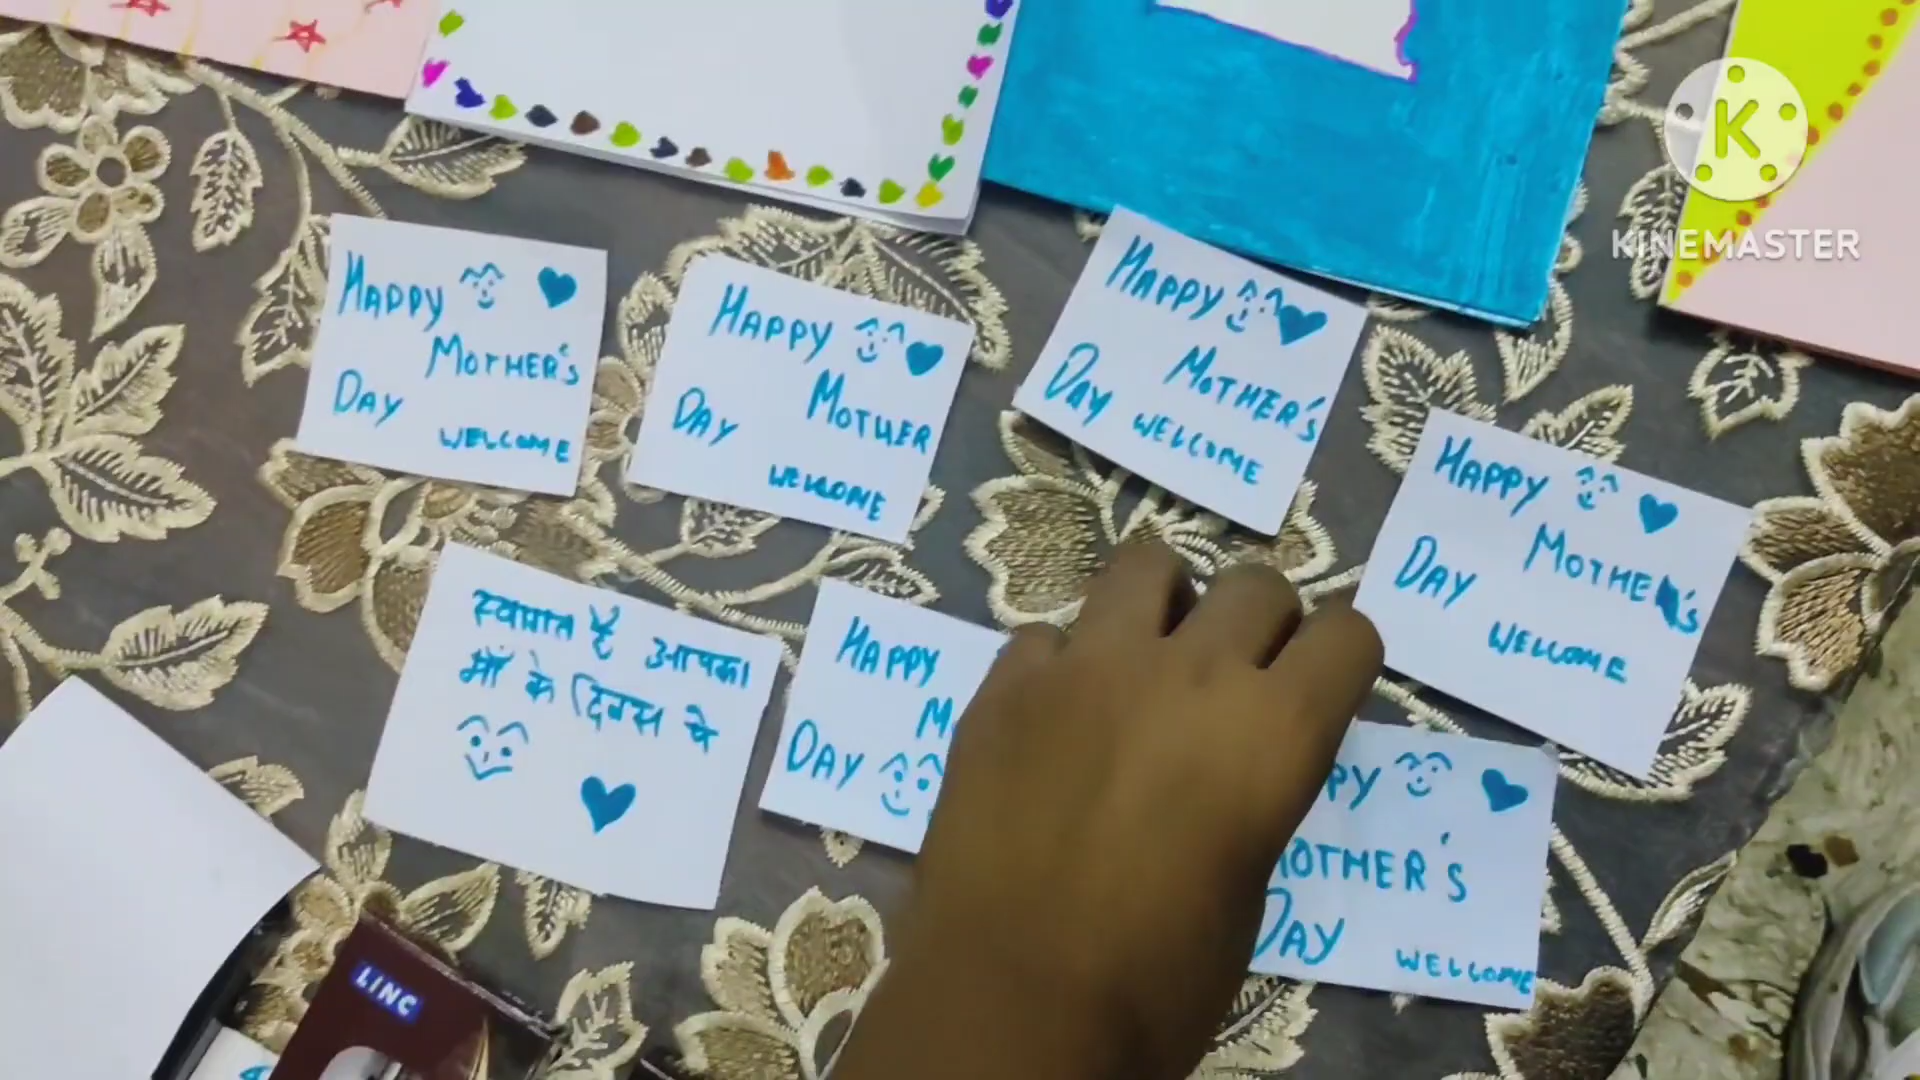 HAPPY
MOTHER'S
DAY
WELCOME
HAPPY
MOTHER
DAY
WELCOME
HAPPY
MOTHER'S
DAY WELCOME
HAPPY
MOTHER'S
DAY
WELCOME
स्वागत है आपका
माँ के दिवस पे
HAPPY
DAY
MOTHER'S
DAY
WELCOME
LINC
K
KINEMASTER